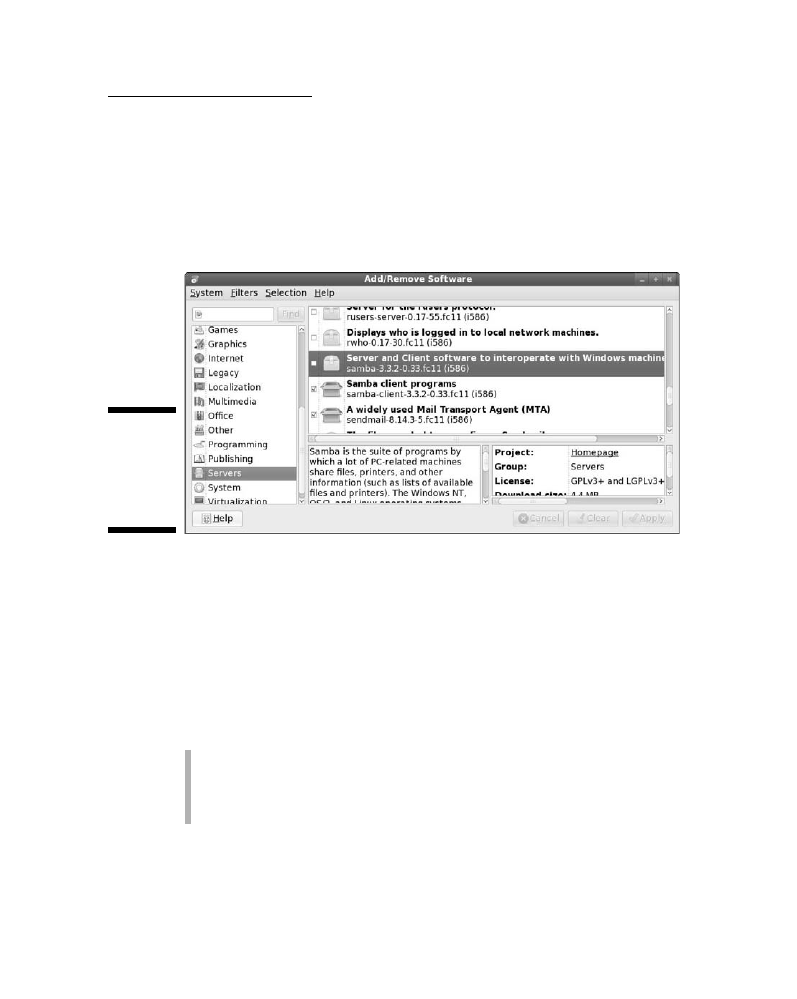 Add/Remove Software
System Filters Selection Help
Find
Games
Graphics
Internet
Legacy
Localization
Multimedia
Office
Other
Programming
Publishing
Servers
System
Virtualization
Server for the rusers protocol.
rusers-server-0.17-55.fc11 (i586)
Displays who is logged in to local network machines.
rwho-0.17-30.fc11 (i586)
Server and Client software to interoperate with Windows machine
samba-3.3.2-0.33.fc11 (i586)
Samba client programs
samba-client-3.3.2-0.33.fc11 (i586)
A widely used Mail Transport Agent (MTA)
sendmail-8.14.3-5.fc11 (i586)
Samba is the suite of programs by
which a lot of PC-related machines
share files, printers, and other
information (such as lists of available
files and printers). The Windows NT,
OS/2, and Linux operating systems
Project: Homepage
Group: Servers
License: GPLv3+ and LGPLv3+
Download size: 4.4 MB
Help
Cancel Clear Apply